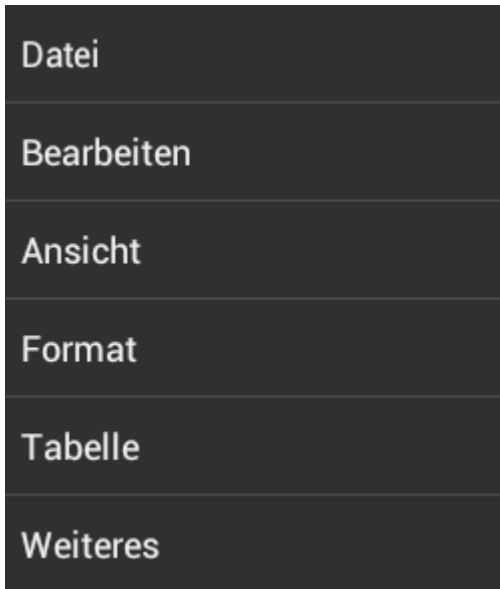 Datei
Bearbeiten
Ansicht
Format
Tabelle
Weiteres